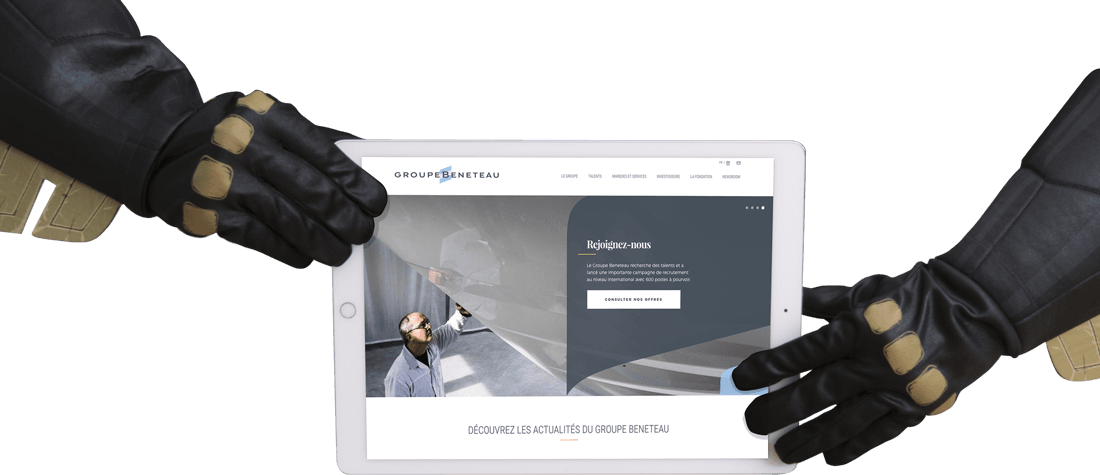 GROUPE BENETEAU
LE GROUPE TALENTS MARQUES ET SERVICES INVESTISSEURS LA FONDATION NEWSROOM
Rejoignez-nous
Le Groupe Beneteau recherche des talents et a
lancé une importante campagne de recrutement
au niveau international avec 600 postes à pourvoir
CONSULTER NOS OFFRES
DÉCOUVREZ LES ACTUALITÉS DU GROUPE BENETEAU